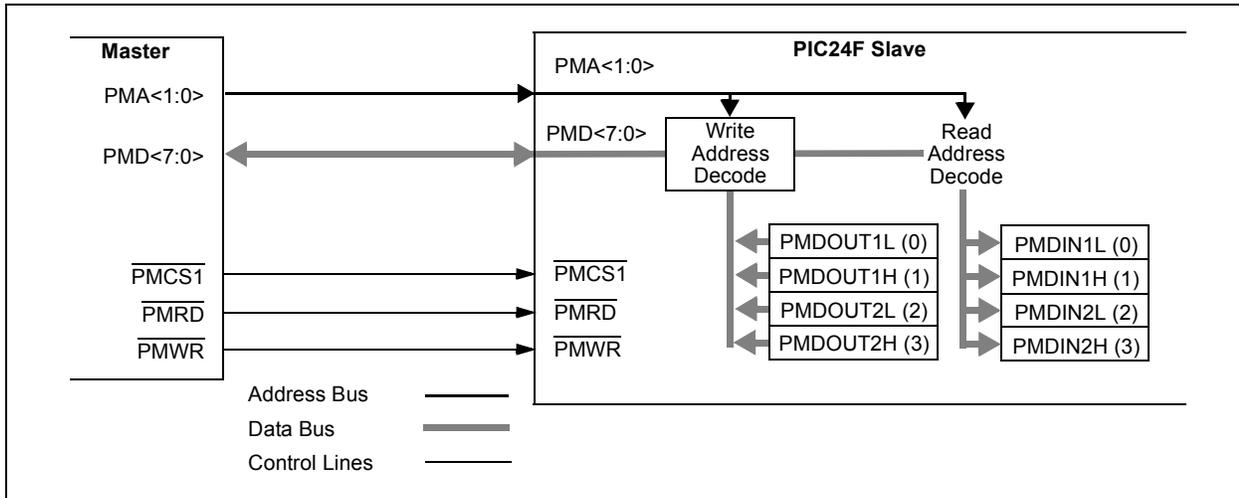 Master
PIC24F Slave
PMA<1:0>
PMA<1:0>
PMD<7:0>
PMD<7:0>
Write
Address
Decode
Read
Address
Decode
PMDOUT1L (0)
PMDOUT1H (1)
PMDOUT2L (2)
PMDOUT2H (3)
PMDIN1L (0)
PMDIN1H (1)
PMDIN2L (2)
PMDIN2H (3)
PMCS1
PMCS1
PMRD
PMRD
PMWR
PMWR
Address Bus
Data Bus
Control Lines